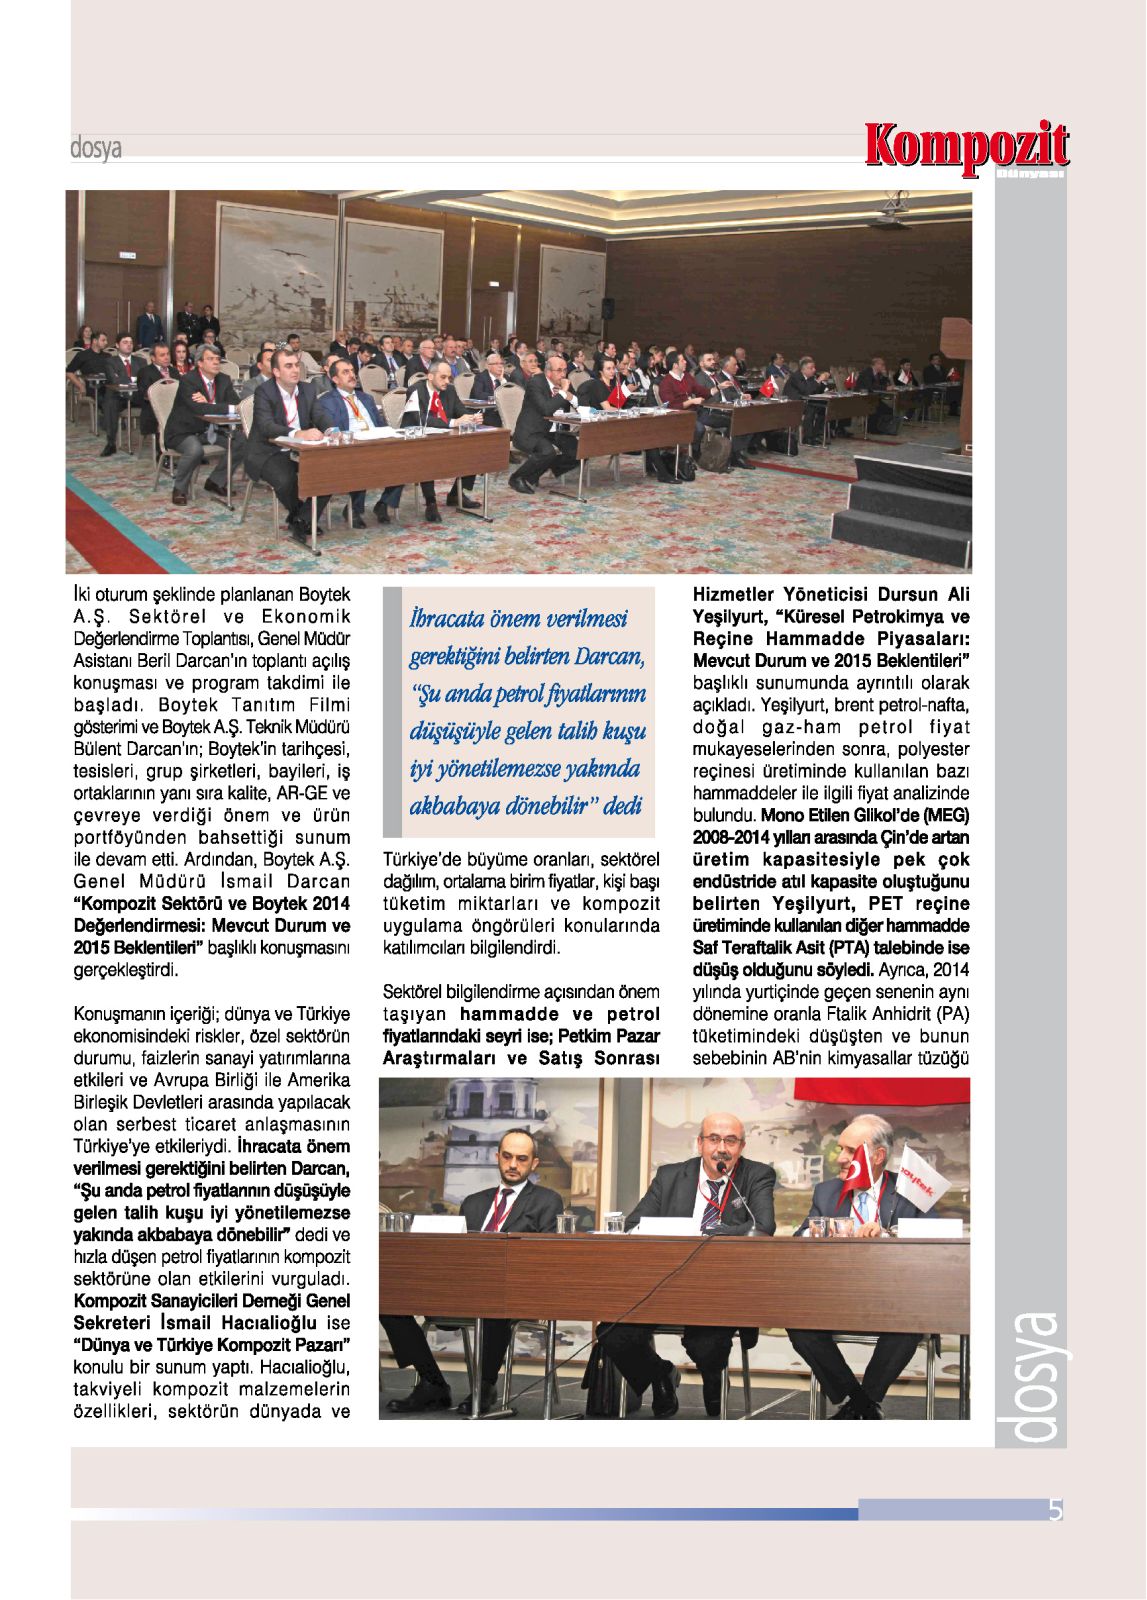 dosya
Kompozit
Dünyası
İki oturum şeklinde planlanan Boytek
A.Ş. Sektörel ve Ekonomik
Değerlendirme Toplantısı, Genel Müdür
Asistanı Beril Darcan’ın toplantı açılış
konuşması ve program takdimi ile
başladı. Boytek Tanıtım Filmi
gösterimi ve Boytek A.Ş. Teknik Müdürü
Bülent Darcan’ın; Boytek’in tarihçesi,
tesisleri, grup şirketleri, bayileri, iş
ortaklarının yanı sıra kalite, AR-GE ve
çevreye verdiği önem ve ürün
portföyünden bahsettiği sunum
ile devam etti. Ardından, Boytek A.Ş.
Genel Müdürü İsmail Darcan
“Kompozit Sektörü ve Boytek 2014
Değerlendirmesi: Mevcut Durum ve
2015 Beklentileri” başlıklı konuşmasını
gerçekleştirdi.
Konuşmanın içeriği; dünya ve Türkiye
ekonomisindeki riskler, özel sektörün
durumu, faizlerin sanayi yatırımlarına
etkileri ve Avrupa Birliği ile Amerika
Birleşik Devletleri arasında yapılacak
olan serbest ticaret anlaşmasının
Türkiye’ye etkileriydi. İhracata önem
verilmesi gerektiğini belirten Darcan,
“Şu anda petrol fiyatlarının düşüşüyle
gelen talih kuşu iyi yönetilemezse
yakında akbabaya dönebilir” dedi ve
hızla düşen petrol fiyatlarının kompozit
sektörüne olan etkilerini vurguladı.
Kompozit Sanayicileri Derneği Genel
Sekreteri İsmail Hacıalioğlu ise
“Dünya ve Türkiye Kompozit Pazarı”
konulu bir sunum yaptı. Hacıalioğlu,
takviyeli kompozit malzemelerin
özellikleri, sektörün dünyada ve
İhracata önem verilmesi
gerektiğini belirten Darcan,
“Şu anda petrol fiyatlarının
düşüşüyle gelen talih kuşu
iyi yönetilemezse yakında
akbabaya dönebilir” dedi
Türkiye’de büyüme oranları, sektörel
dağılım, ortalama birim fiyatlar, kişi başı
tüketim miktarları ve kompozit
uygulama öngörüleri konularında
katılımcıları bilgilendirdi.
Sektörel bilgilendirme açısından önem
taşıyan hammadde ve petrol
fiyatlarındaki seyri ise; Petkim Pazar
Araştırmaları ve Satış Sonrası
Hizmetler Yöneticisi Dursun Ali
Yeşilyurt, “Küresel Petrokimya ve
Reçine Hammadde Piyasaları:
Mevcut Durum ve 2015 Beklentileri”
başlıklı sunumunda ayrıntılı olarak
açıkladı. Yeşilyurt, brent petrol-nafta,
doğal gaz-ham petrol fiyat
mukayeselerinden sonra, polyester
reçinesi üretiminde kullanılan bazı
hammaddeler ile ilgili fiyat analizinde
bulundu. Mono Etilen Glikol’de (MEG)
2008-2014 yılları arasında Çin’de artan
üretim kapasitesiyle pek çok
endüstride atıl kapasite oluştuğunu
belirten Yeşilyurt, PET reçine
üretiminde kullanılan diğer hammadde
Saf Teraftalik Asit (PTA) talebinde ise
düşüş olduğunu söyledi. Ayrıca, 2014
yılında yurtiçinde geçen senenin aynı
dönemine oranla Ftalik Anhidrit (PA)
tüketimindeki düşüşten ve bunun
sebebinin AB’nin kimyasallar tüzüğü
boytek
dosya
5